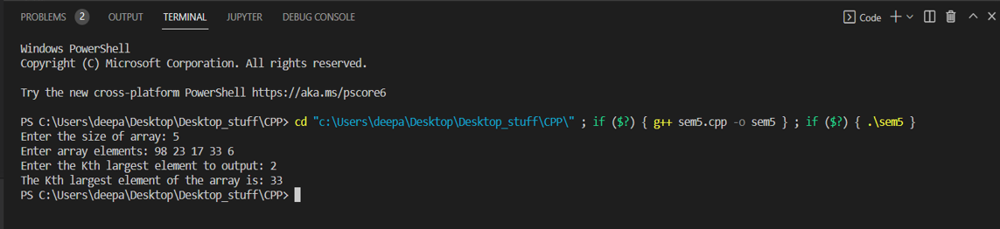 PROBLEMS 2 OUTPUT TERMINAL JUPYTER DEBUG CONSOLE Code
Windows PowerShell
Copyright (C) Microsoft Corporation. All rights reserved.
Try the new cross-platform PowerShell https://aka.ms/pscore6
PS C:\Users\deepa\Desktop\Desktop_stuff\CPP> cd "c:\Users\deepa\Desktop\Desktop_stuff\CPP\" ; if ($?) { g++ sem5.cpp -o sem5 } ; if ($?) { .\sem5 }
Enter the size of array: 5
Enter array elements: 98 23 17 33 6
Enter the Kth largest element to output: 2
The Kth largest element of the array is: 33
PS C:\Users\deepa\Desktop\Desktop_stuff\CPP>